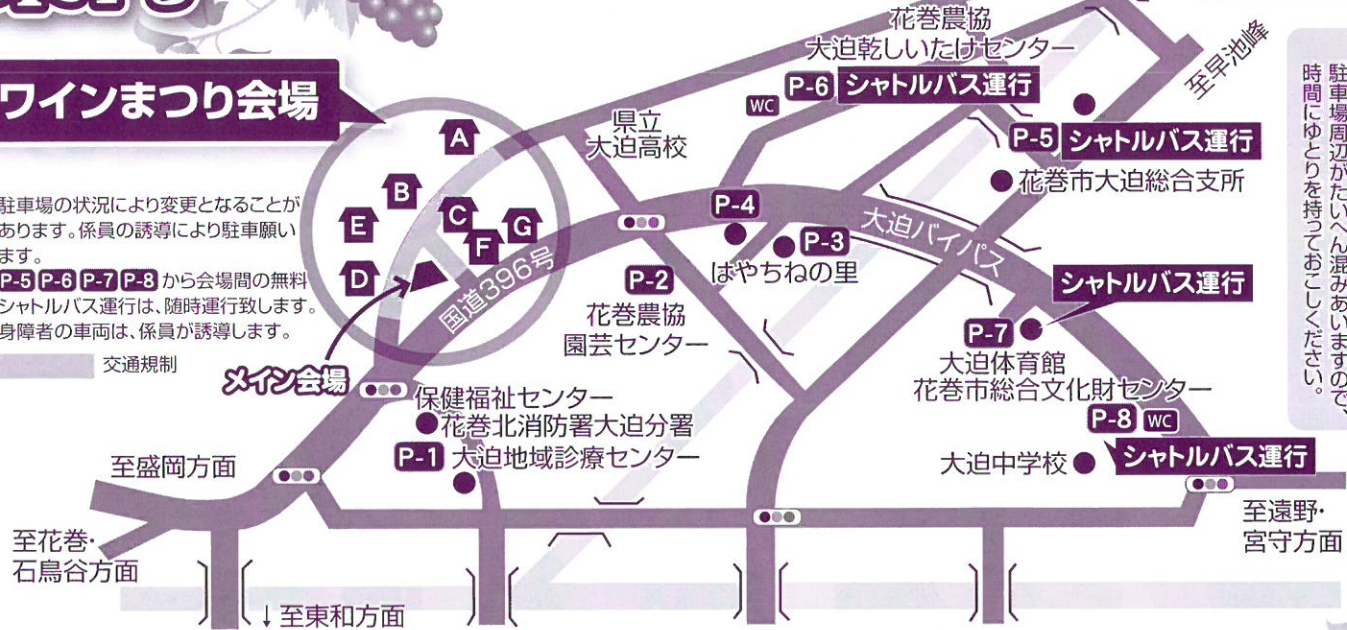 ワインまつり会場
駐車場の状況により変更となることが
あります。係員の誘導により駐車願い
ます。
P-5 P-6 P-7 P-8 から会場間の無料
シャトルバス運行は、随時運行致します。
身障者の車両は、係員が誘導します。
交通規制
メイン会場
A
B
C
E
F
G
D
国道396号
花巻農協
大迫乾しいたけセンター
WC P-6 シャトルバス運行
県立
大迫高校
至早池峰
P-5 シャトルバス運行
花巻市大迫総合支所
駐車場周辺がたいへん混みあいますので、
時間にゆとりを持っておこしください。
P-4
P-3
はやちねの里
大迫バイパス
P-2
花巻農協
園芸センター
シャトルバス運行
P-7
大迫体育館
花巻市総合文化財センター
P-8 WC
大迫中学校
シャトルバス運行
保健福祉センター
花巻北消防署大迫分署
P-1 大迫地域診療センター
至盛岡方面
至花巻・
石鳥谷方面
↓至東和方面
至遠野・
宮守方面